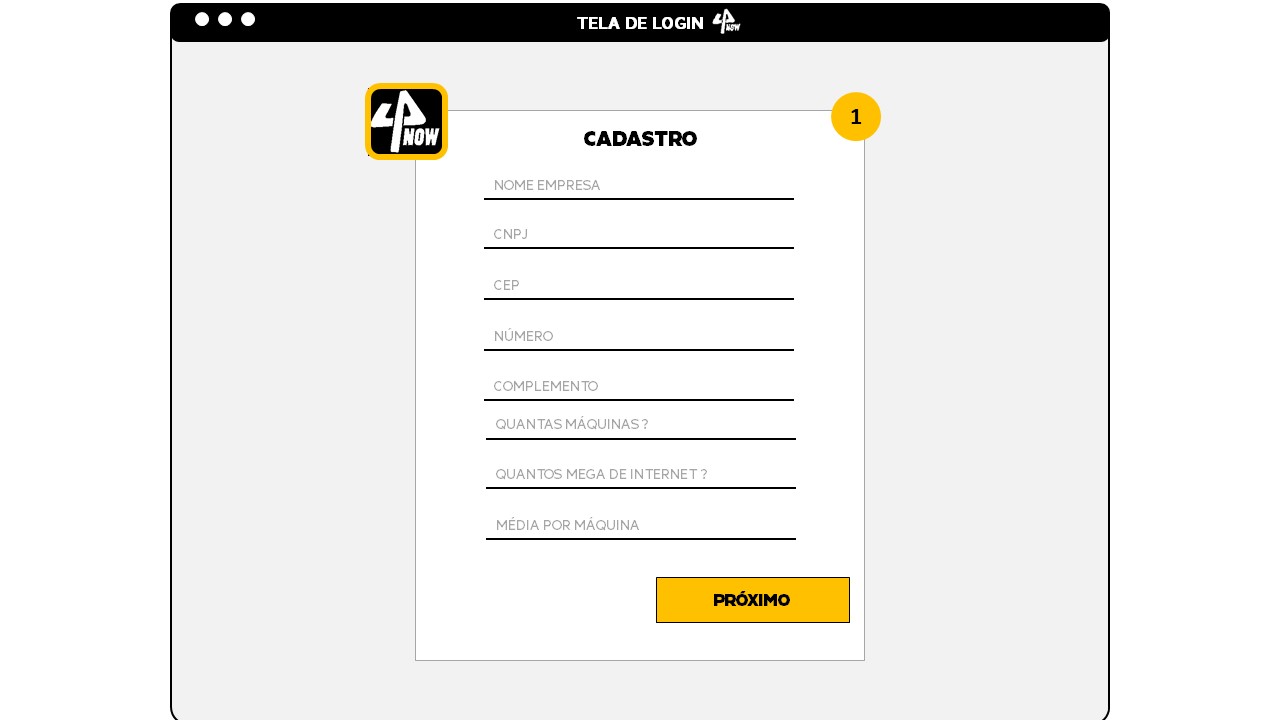 TELA DE LOGIN 4P NOW
4P NOW
1
CADASTRO
NOME EMPRESA
CNPJ
CEP
NÚMERO
COMPLEMENTO
QUANTAS MÁQUINAS ?
QUANTOS MEGA DE INTERNET ?
MÉDIA POR MÁQUINA
PRÓXIMO